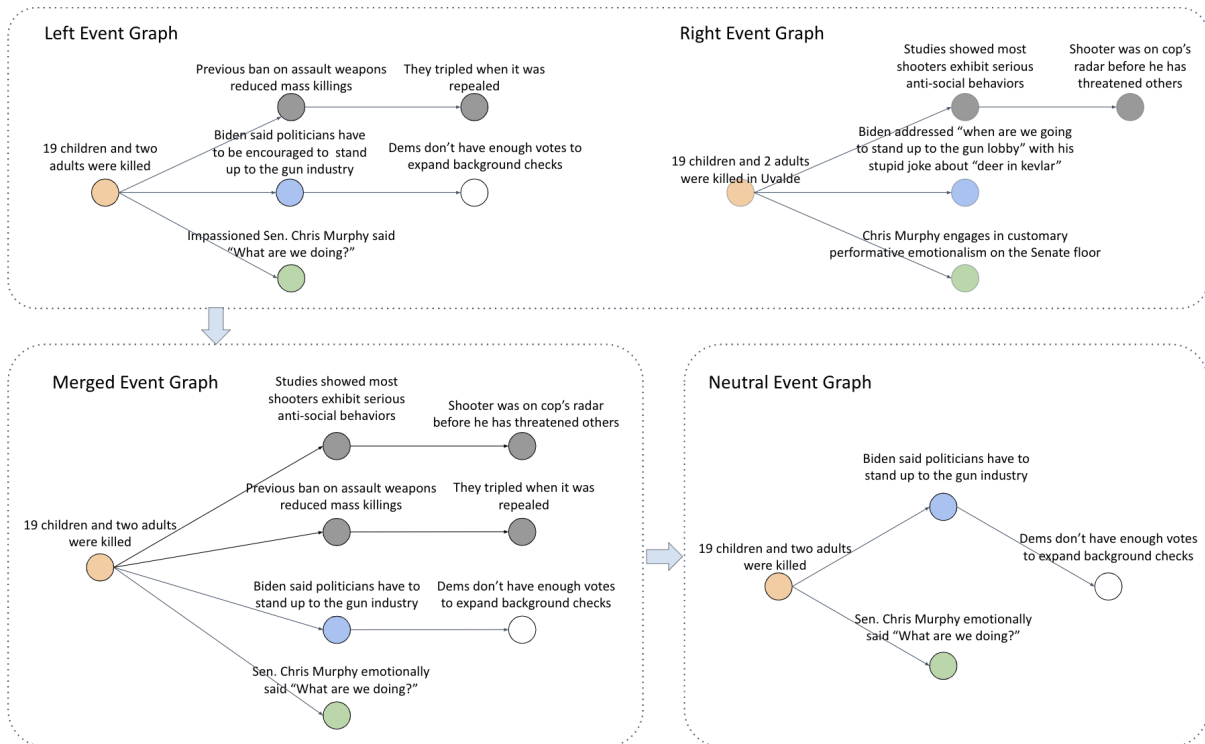 Left Event Graph
Previous ban on assault weapons
reduced mass killings
They tripled when it was
repealed
19 children and two
adults were killed
Biden said politicians have
to be encouraged to stand
up to the gun industry
Dems don't have enough votes
to expand background checks
Impassioned Sen. Chris Murphy said
“What are we doing?”
Right Event Graph
Studies showed most
shooters exhibit serious
anti-social behaviors
Shooter was on cop's
radar before he has
threatened others
19 children and 2 adults
were killed in Uvalde
Biden addressed “when are we going
to stand up to the gun lobby” with his
stupid joke about “deer in kevlar”
Chris Murphy engages in customary
performative emotionalism on the Senate floor
Merged Event Graph
Studies showed most
shooters exhibit serious
anti-social behaviors
Shooter was on cop's radar
before he has threatened others
Previous ban on assault weapons
reduced mass killings
They tripled when it was
repealed
19 children and two adults
were killed
Biden said politicians have to
stand up to the gun industry
Dems don't have enough votes
to expand background checks
Sen. Chris Murphy emotionally
said “What are we doing?”
Neutral Event Graph
Biden said politicians have to
stand up to the gun industry
19 children and two adults
were killed
Dems don't have enough votes
to expand background checks
Sen. Chris Murphy emotionally
said “What are we doing?”